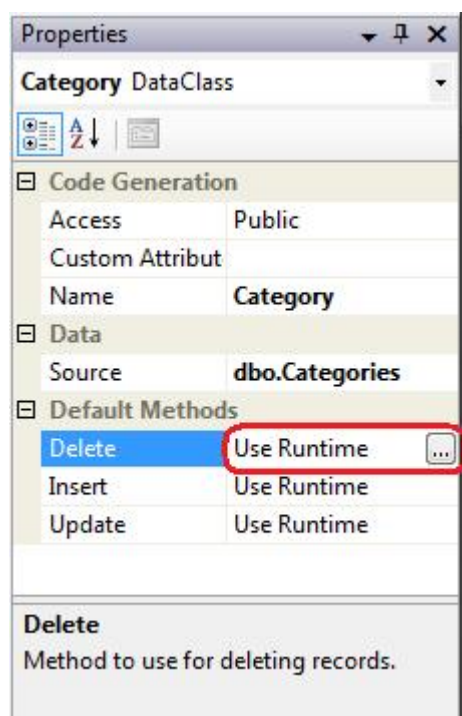 Properties
Category DataClass
Code Generation
Access Public
Custom Attribut
Name Category
Data
Source dbo.Categories
Default Methods
Delete Use Runtime ...
Insert Use Runtime
Update Use Runtime
Delete
Method to use for deleting records.